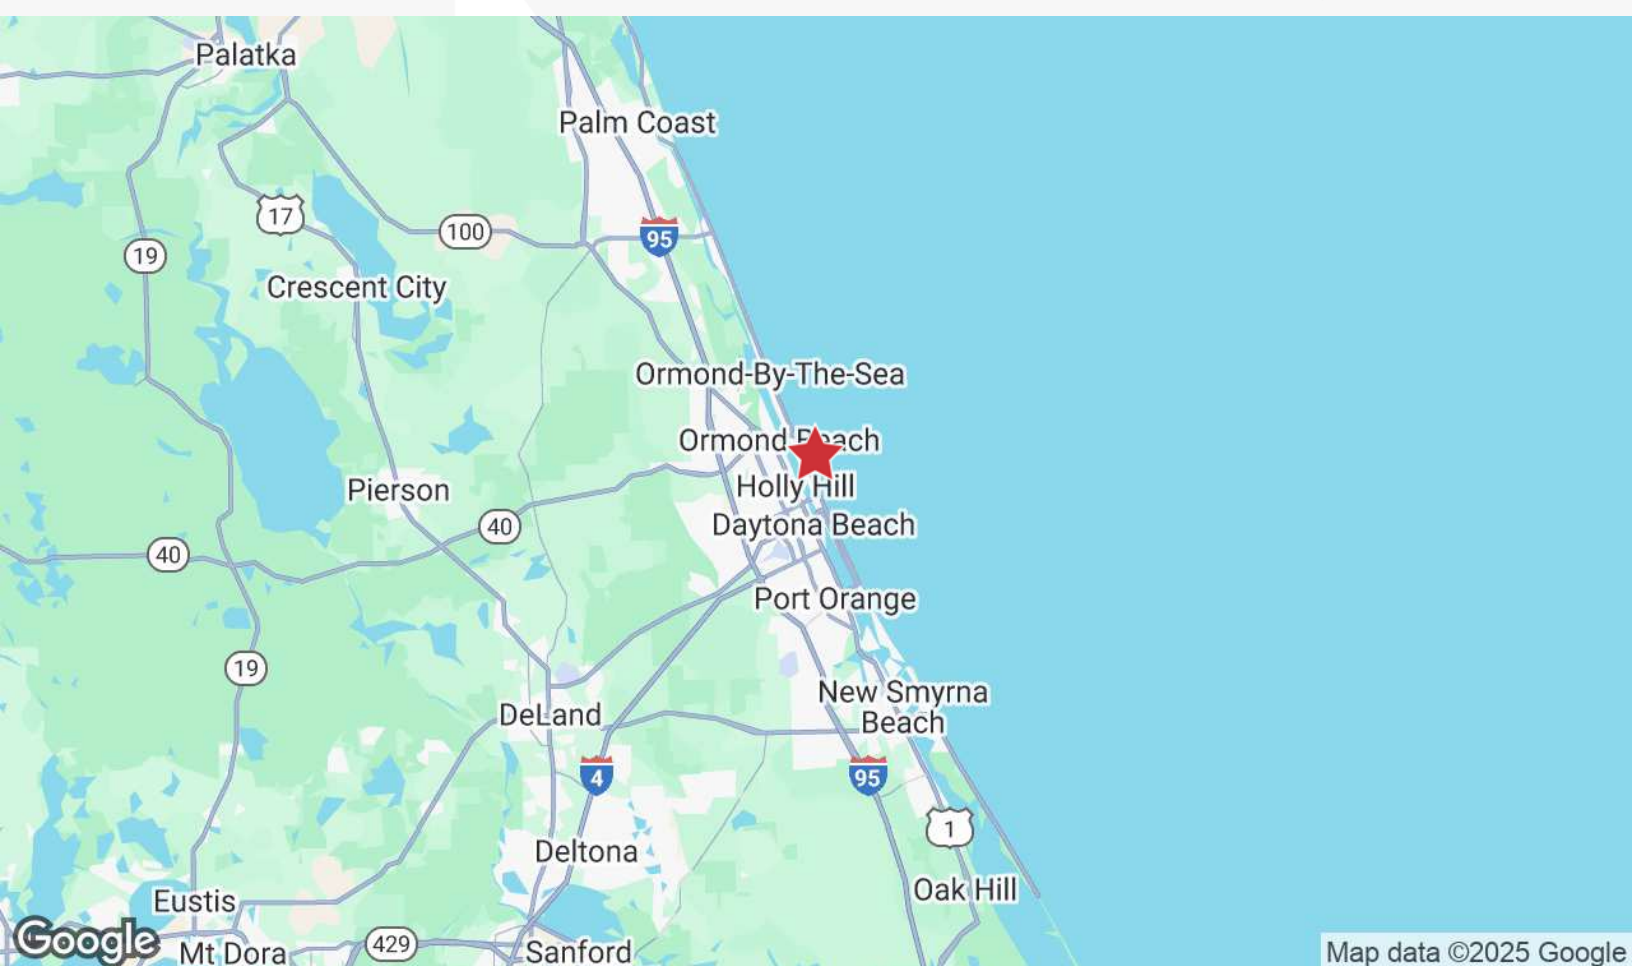 Palatka
Palm Coast
17
100
95
19
Crescent City
Ormond-By-The-Sea
Ormond Beach
Holly Hill
Pierson
40
Daytona Beach
40
Port Orange
19
New Smyrna
Beach
DeLand
4
95
1
Deltona
Oak Hill
Eustis
Google
Mt Dora
429
Sanford
Map data ©2025 Google